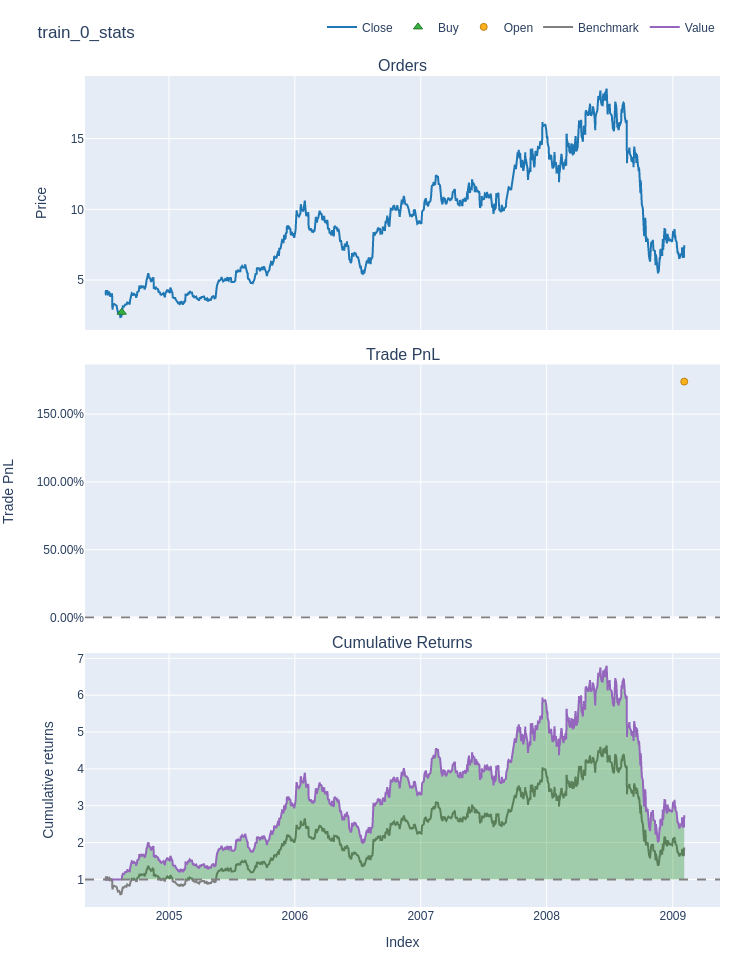 train_0_stats
Close
Buy
Open
Benchmark
Value
Orders
Price
15
10
5
Trade PnL
Trade PnL
150.00%
100.00%
50.00%
0.00%
Cumulative Returns
Cumulative returns
7
6
5
4
3
2
1
2005
2006
2007
2008
2009
Index